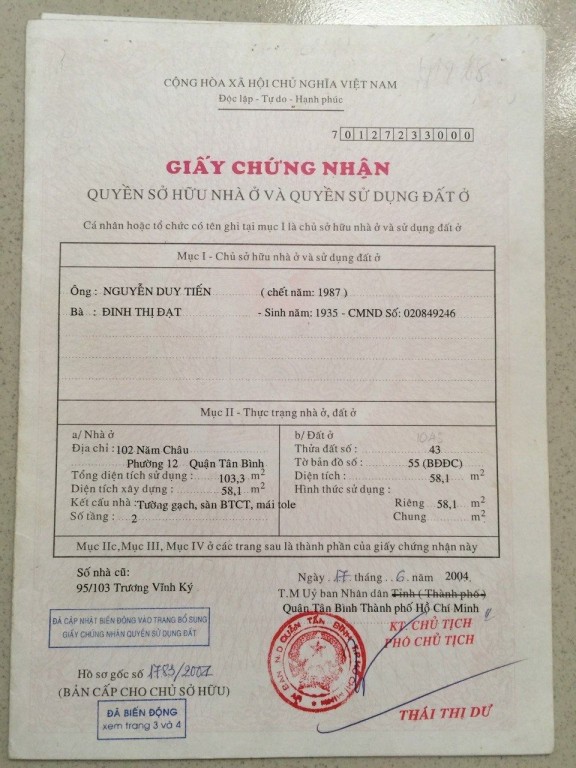 CỘNG HÒA XÃ HỘI CHỦ NGHĨA VIỆT NAM
Độc lập - Tự do - Hạnh phúc
7 0127233000
GIẤY CHỨNG NHẬN
QUYỀN SỞ HỮU NHÀ Ở VÀ QUYỀN SỬ DỤNG ĐẤT Ở
Cá nhân hoặc tổ chức có tên ghi tại mục I là chủ sở hữu nhà ở và sử dụng đất ở
Mục I - Chủ sở hữu nhà ở và sử dụng đất ở
Ông : NGUYỄN DUY TIẾN ( chết năm: 1987 )
Bà : ĐINH THỊ ĐẠT - Sinh năm: 1935 - CMND Số: 020849246
Mục II - Thực trạng nhà ở, đất ở
a/ Nhà ở
Địa chỉ : 102 Năm Châu
Phường 12 Quận Tân Bình
Tổng diện tích sử dụng : 103,3 m2
Diện tích xây dựng : 58,1 m2
Kết cấu nhà : Tường gạch, sàn BTCT, mái tole
Số tầng : 2
b/ Đất ở
Thửa đất số : 43
Tờ bản đồ số : 55 (BĐĐC)
Diện tích : 58,1 m2
Hình thức sử dụng :
Riêng 58,1 m2
Chung m2
Mục IIc, Mục III, Mục IV ở các trang sau là thành phần của giấy chứng nhận này
Số nhà cũ:
95/103 Trương Vĩnh Ký
ĐÃ CẬP NHẬT BIẾN ĐỘNG VÀO TRANG BỔ SUNG
GIẤY CHỨNG NHẬN QUYỀN SỬ DỤNG ĐẤT
Hồ sơ gốc số
(BẢN CẤP CHO CHỦ SỞ HỮU)
ĐÃ BIẾN ĐỘNG
xem trang 3 và 4
Ngày 17 tháng 6 năm 2004
T.M Uỷ ban Nhân dân Tỉnh ( Thành phố )
Quận Tân Bình Thành phố Hồ Chí Minh
KT CHỦ TỊCH
PHÓ CHỦ TỊCH
THÁI THỊ DƯ